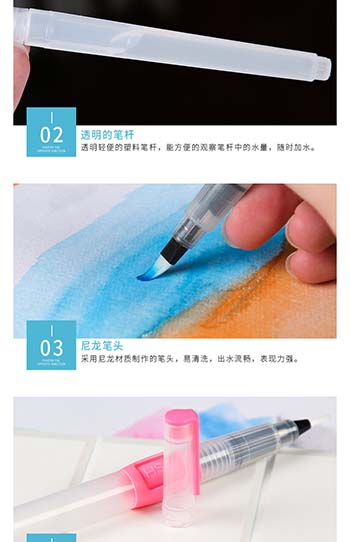 02
透明的笔杆
透明轻便的塑料笔杆，能方便的观察笔杆中的水量，随时加水。
03
尼龙笔头
采用尼龙材质制作的笔头，易清洗，出水流畅，表现力强。